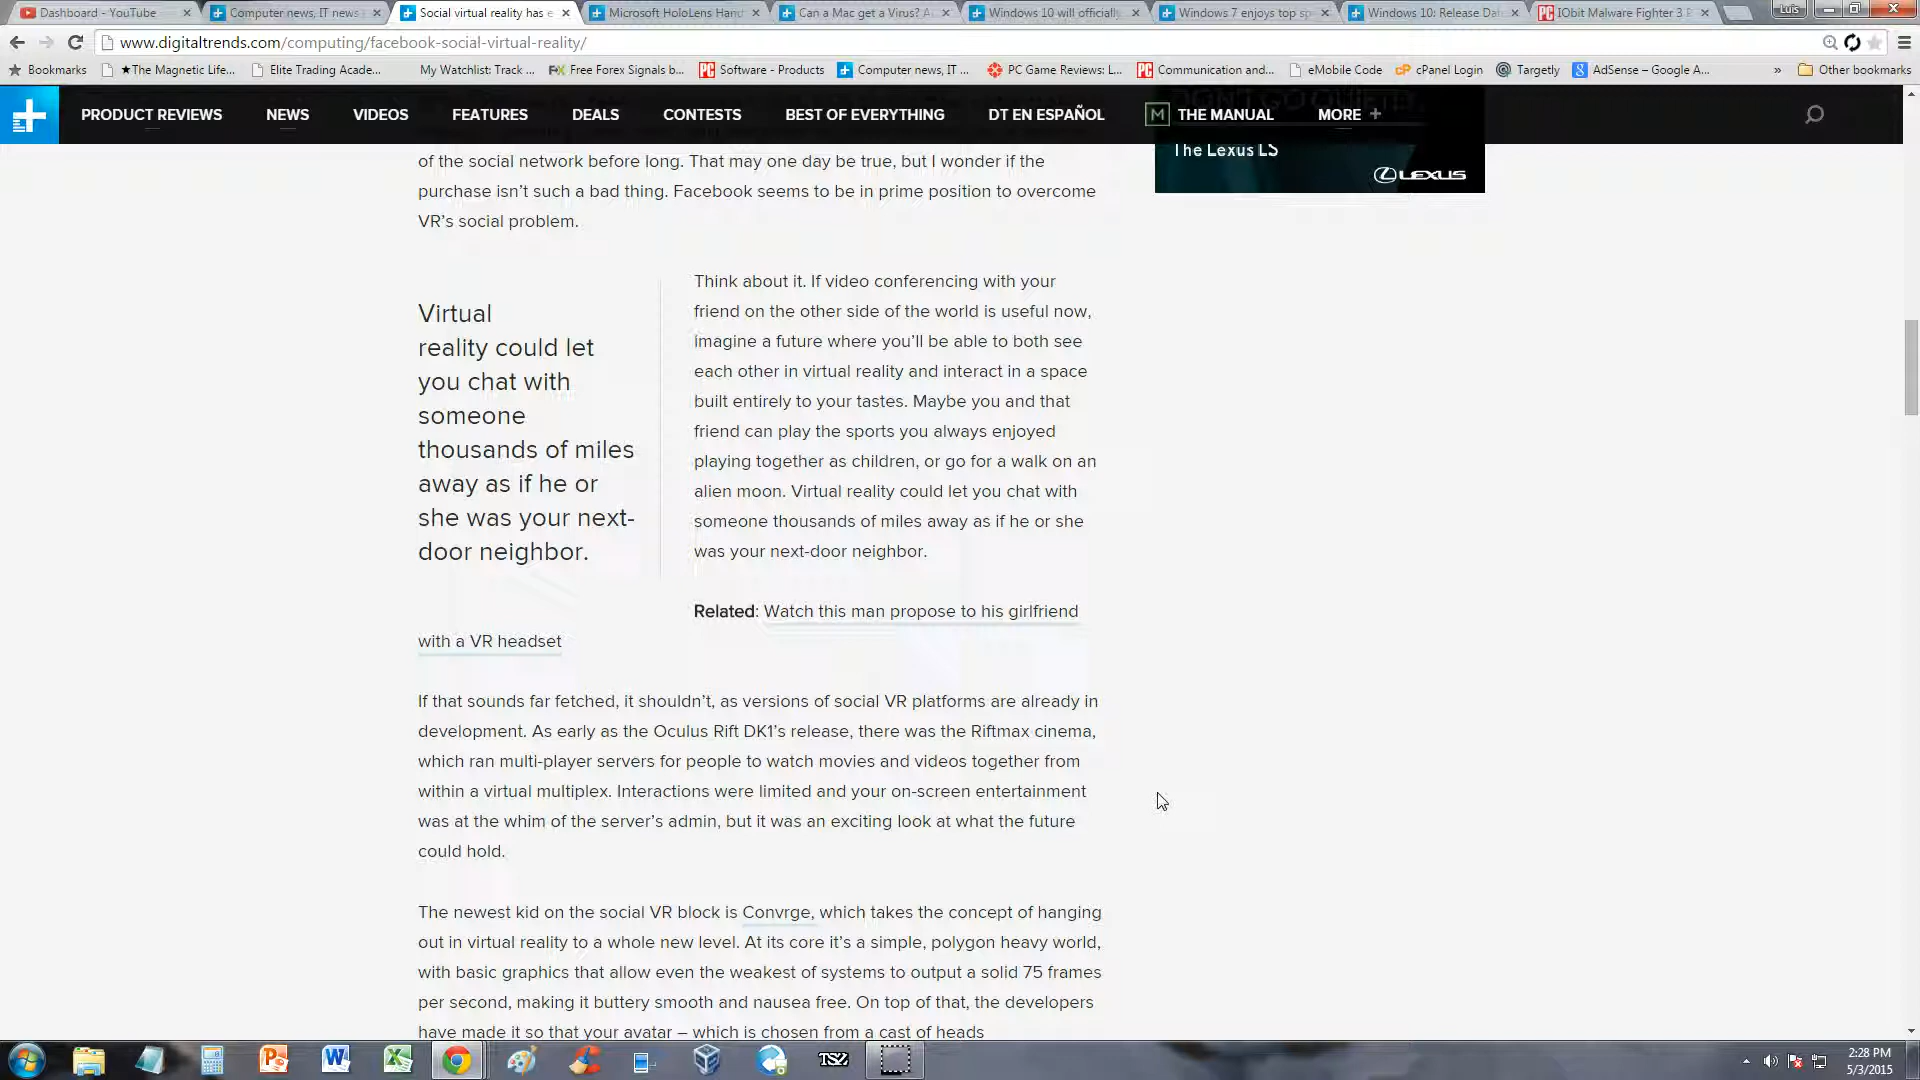 Dashboard - YouTube
Computer news, IT news
Social virtual reality has e
Microsoft HoloLens Hand
Can a Mac get a Virus? A
Windows 10 will officially
Windows 7 enjoys top sp
Windows 10: Release Dat
IObit Malware Fighter 3 P
Luis
www.digitaltrends.com/computing/facebook-social-virtual-reality/
Bookmarks
★The Magnetic Life...
Elite Trading Acade...
My Watchlist: Track ...
Free Forex Signals b...
Software - Products
Computer news, IT ...
PC Game Reviews: L...
Communication and...
eMobile Code
cPanel Login
Targetly
AdSense – Google A...
»
Other bookmarks
PRODUCT REVIEWS
NEWS
VIDEOS
FEATURES
DEALS
CONTESTS
BEST OF EVERYTHING
DT EN ESPAÑOL
M THE MANUAL
MORE +
DON'T GO QUIETLY.
The Lexus LS
LEXUS
of the social network before long. That may one day be true, but I wonder if the
purchase isn't such a bad thing. Facebook seems to be in prime position to overcome
VR's social problem.
Virtual
reality could let
you chat with
someone
thousands of miles
away as if he or
she was your next-
door neighbor.
Think about it. If video conferencing with your
friend on the other side of the world is useful now,
imagine a future where you'll be able to both see
each other in virtual reality and interact in a space
built entirely to your tastes. Maybe you and that
friend can play the sports you always enjoyed
playing together as children, or go for a walk on an
alien moon. Virtual reality could let you chat with
someone thousands of miles away as if he or she
was your next-door neighbor.
Related: Watch this man propose to his girlfriend
with a VR headset
If that sounds far fetched, it shouldn't, as versions of social VR platforms are already in
development. As early as the Oculus Rift DK1's release, there was the Riftmax cinema,
which ran multi-player servers for people to watch movies and videos together from
within a virtual multiplex. Interactions were limited and your on-screen entertainment
was at the whim of the server's admin, but it was an exciting look at what the future
could hold.
The newest kid on the social VR block is Convrge, which takes the concept of hanging
out in virtual reality to a whole new level. At its core it's a simple, polygon heavy world,
with basic graphics that allow even the weakest of systems to output a solid 75 frames
per second, making it buttery smooth and nausea free. On top of that, the developers
have made it so that your avatar – which is chosen from a cast of heads
2:28 PM
5/3/2015